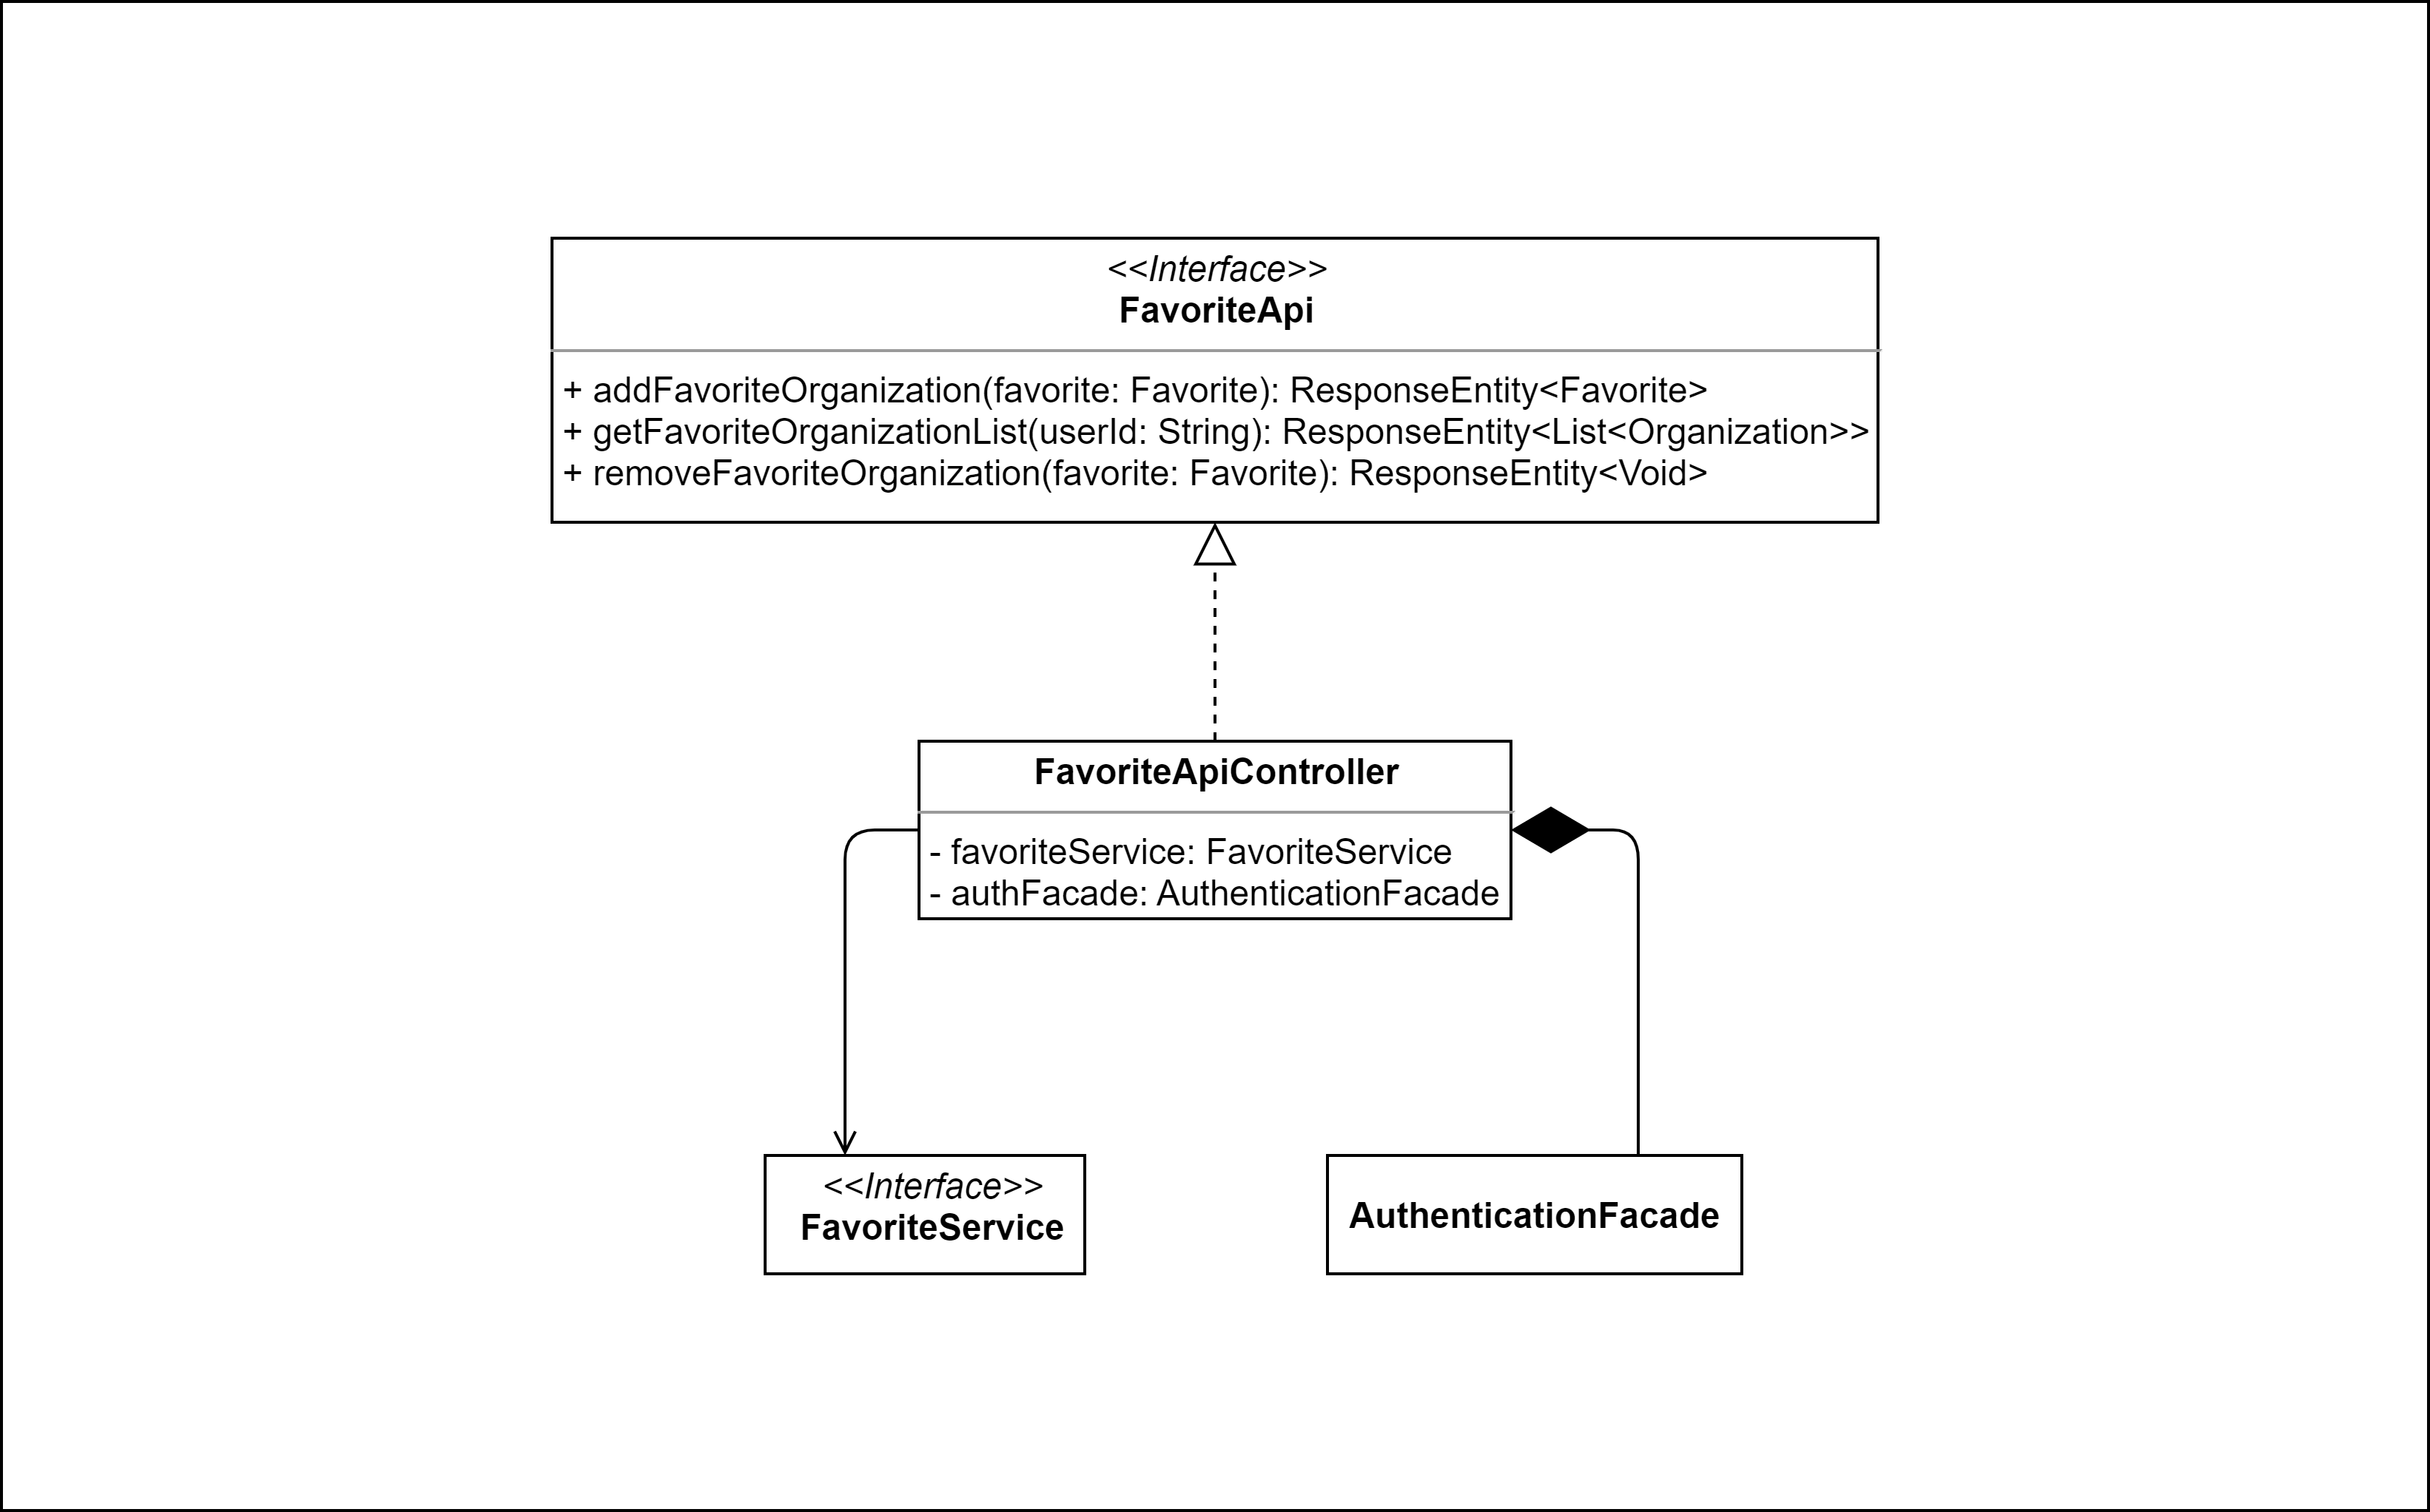 <<Interface>>
FavoriteApi
+ addFavoriteOrganization(favorite: Favorite): ResponseEntity<Favorite>
+ getFavoriteOrganizationList(userId: String): ResponseEntity<List<Organization>>
+ removeFavoriteOrganization(favorite: Favorite): ResponseEntity<Void>
FavoriteApiController
- favoriteService: FavoriteService
- authFacade: AuthenticationFacade
<<Interface>>
FavoriteService
AuthenticationFacade